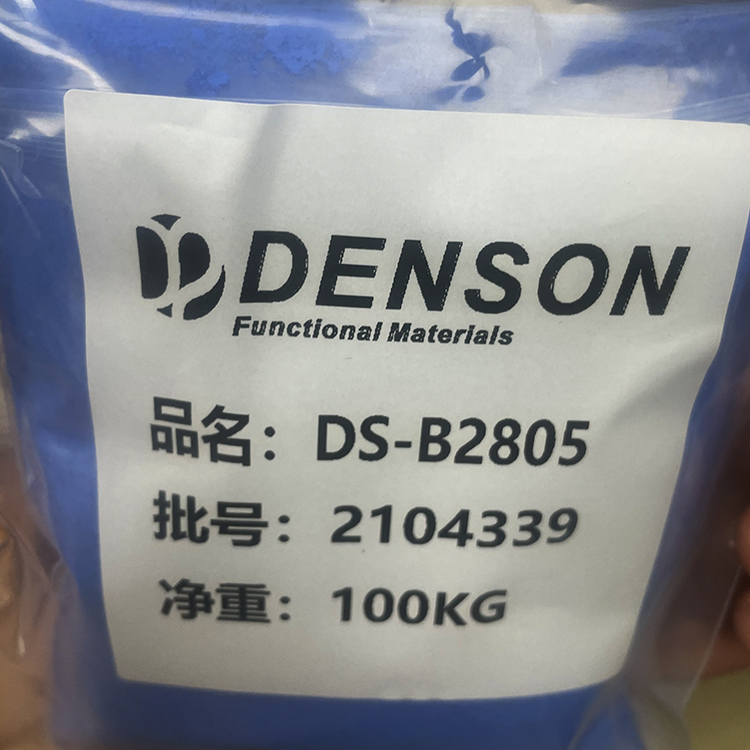 DENSON
Functional Materials
品名：DS-B2805
批号：2104339
净重：100KG